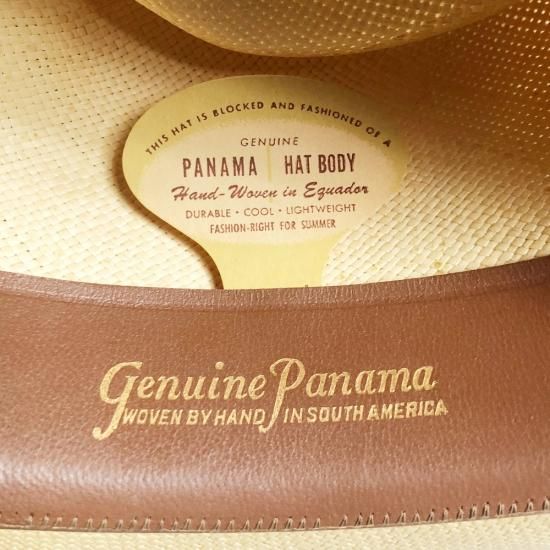 THIS HAT IS BLOCKED AND FASHIONED OF A
GENUINE
PANAMA HAT BODY
Hand-Woven in Equador
DURABLE • COOL • LIGHTWEIGHT
FASHION-RIGHT FOR SUMMER
Genuine Panama
WOVEN BY HAND IN SOUTH AMERICA